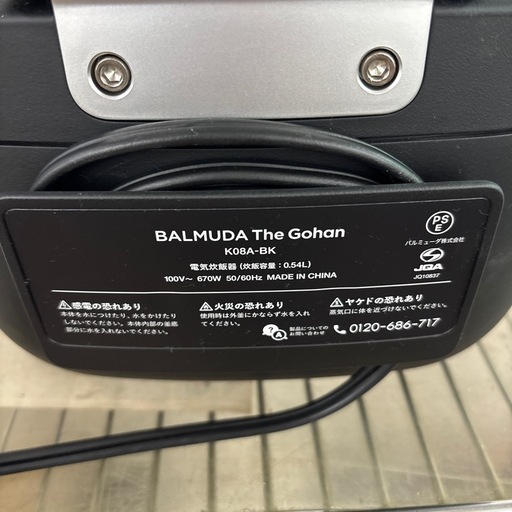 BALMUDA The Gohan
K08A-BK
電気炊飯器 (炊飯容量：0.54L)
100V~ 670W 50/60Hz MADE IN CHINA
PSE
バルミューダ株式会社
JQA
JQ10837
⚠感電の恐れあり
本体を水につけたり、水をかけたりしないでください。本体内部の釜底部分に水を入れないでください。
⚠火災の恐れあり
使用時は外釜にかならず水を入れてください。
⚠ヤケドの恐れあり
蒸気口に体を近づけないでください。
Q A 製品についてのお問い合わせ
0120-686-717